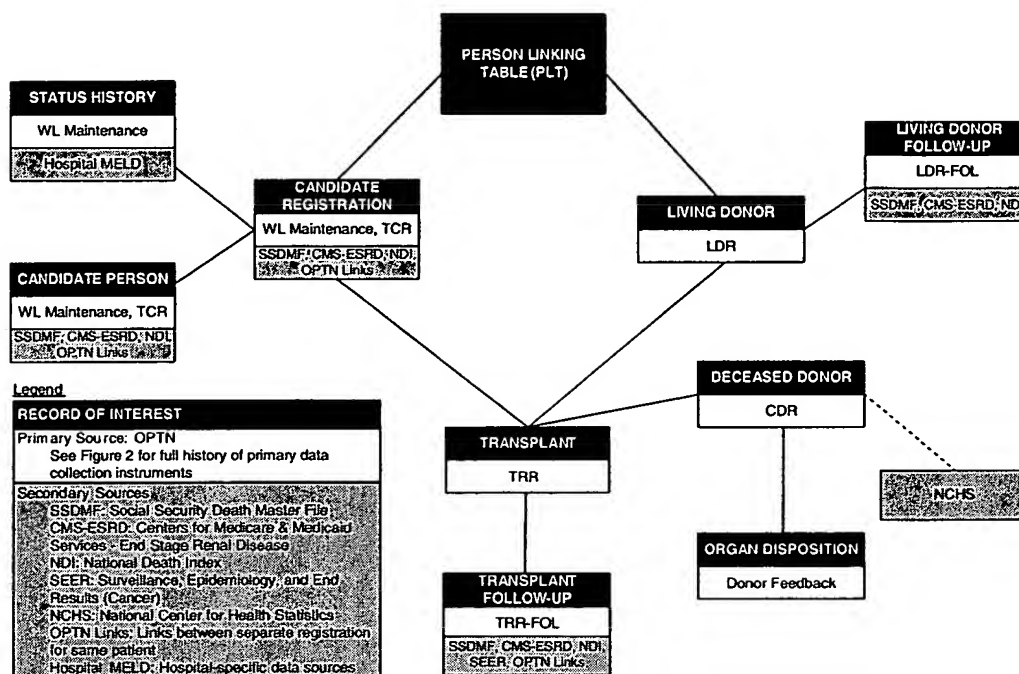 PERSON LINKING
TABLE (PLT)
STATUS HISTORY
WL Maintenance
Hospital MELD
CANDIDATE
REGISTRATION
WL Maintenance, TCR
SSDMF, CMS-ESRD, NDI,
OPTN Links
CANDIDATE PERSON
WL Maintenance, TCR
SSDMF, CMS-ESRD, NDI,
OPTN Links
LIVING DONOR
LDR
LIVING DONOR
FOLLOW-UP
LDR-FOL
SSDMF, CMS-ESRD, NDI
DECEASED DONOR
CDR
NCHS
ORGAN DISPOSITION
Donor Feedback
TRANSPLANT
TRR
TRANSPLANT
FOLLOW-UP
TRR-FOL
SSDMF, CMS-ESRD, NDI,
SEER, OPTN Links
Legend
RECORD OF INTEREST
Primary Source: OPTN
See Figure 2 for full history of primary data
collection instruments
Secondary Sources
SSDMF: Social Security Death Master File
CMS-ESRD: Centers for Medicare & Medicaid
Services - End Stage Renal Disease
NDI: National Death Index
SEER: Surveillance, Epidemiology, and End
Results (Cancer)
NCHS: National Center for Health Statistics
OPTN Links: Links between separate registration
for same patient
Hospital MELD: Hospital-specific data sources